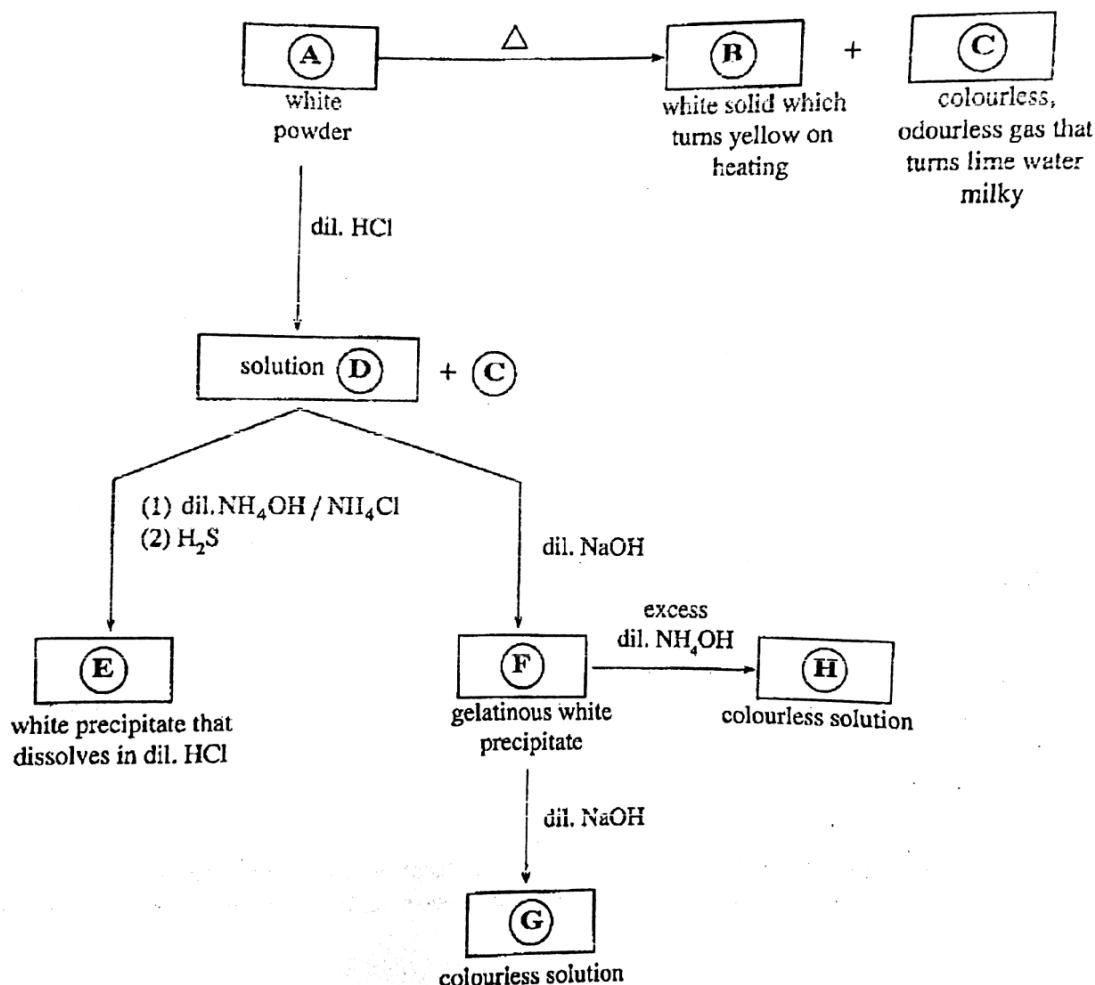 A
△
B
+
C
white
powder
white solid which
turns yellow on
heating
colourless,
odourless gas that
turns lime water
milky
dil. HCl
solution D + C
(1) dil.NH₄OH / NH₄Cl
(2) H₂S
dil. NaOH
E
white precipitate that
dissolves in dil. HCl
F
gelatinous white
precipitate
excess
dil. NH₄OH
H
colourless solution
dil. NaOH
G
colourless solution